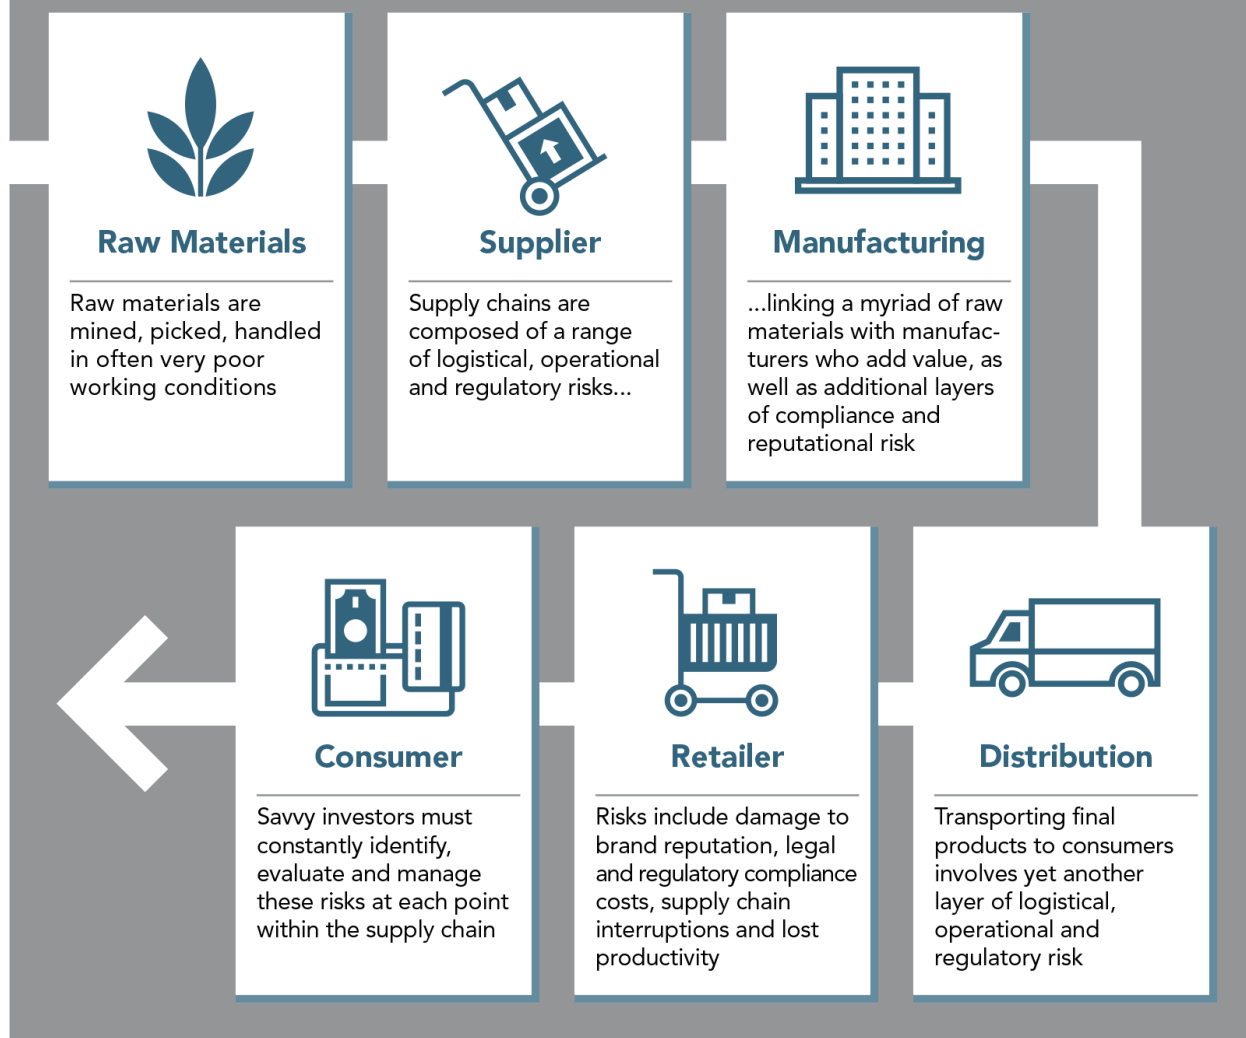 Raw Materials
Raw materials are
mined, picked, handled
in often very poor
working conditions
Supplier
Supply chains are
composed of a range
of logistical, operational
and regulatory risks...
Manufacturing
...linking a myriad of raw
materials with manufac-
turers who add value, as
well as additional layers
of compliance and
reputational risk
Distribution
Transporting final
products to consumers
involves yet another
layer of logistical,
operational and
regulatory risk
Retailer
Risks include damage to
brand reputation, legal
and regulatory compliance
costs, supply chain
interruptions and lost
productivity
Consumer
Savvy investors must
constantly identify,
evaluate and manage
these risks at each point
within the supply chain